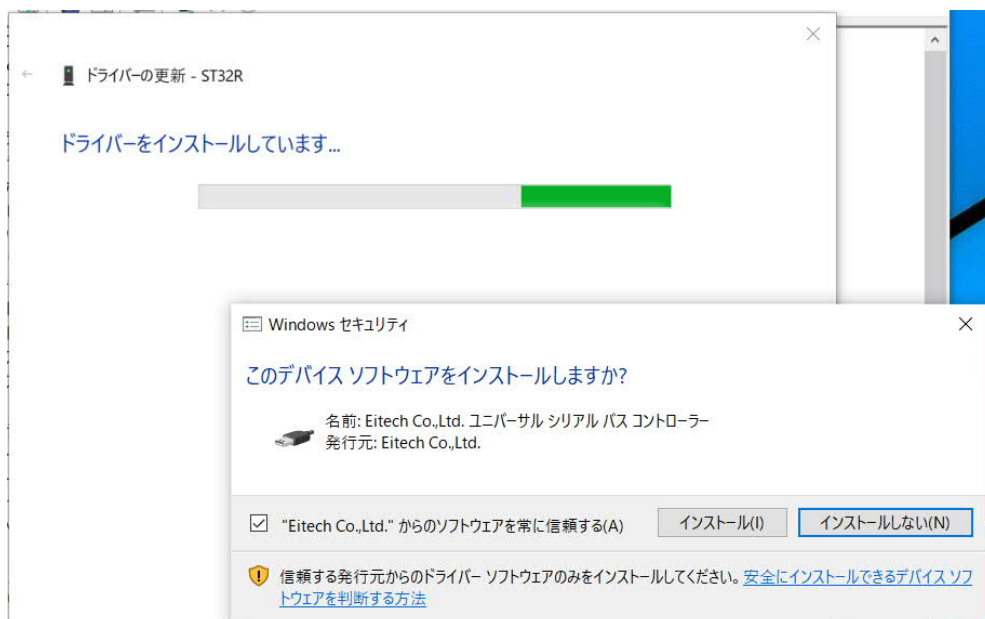 ドライバーの更新 - ST32R
ドライバーをインストールしています...
Windows セキュリティ
このデバイス ソフトウェアをインストールしますか?
名前: Eitech Co.,Ltd. ユニバーサル シリアル バス コントローラー
発行元: Eitech Co.,Ltd.
"Eitech Co.,Ltd." からのソフトウェアを常に信頼する(A)
インストール(I)
インストールしない(N)
信頼する発行元からのドライバー ソフトウェアのみをインストールしてください。安全にインストールできるデバイス ソフ
トウェアを判断する方法